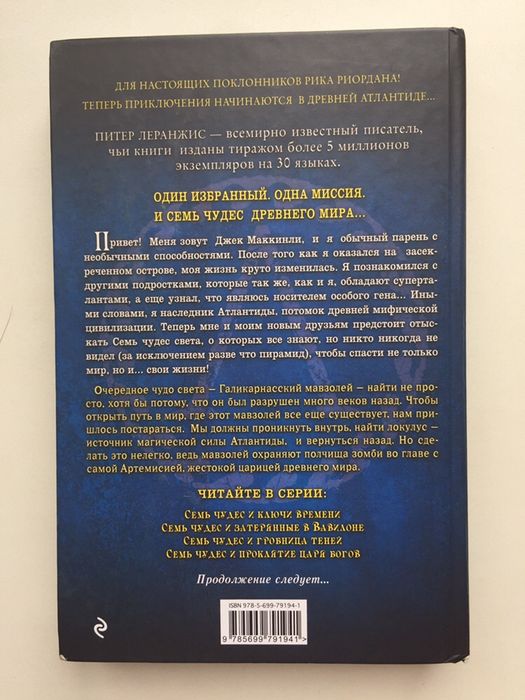 ДЛЯ НАСТОЯЩИХ ПОКЛОННИКОВ РИКА РИОРДАНА!
ТЕПЕРЬ ПРИКЛЮЧЕНИЯ НАЧИНАЮТСЯ В ДРЕВНЕЙ АТЛАНТИДЕ...
ПИТЕР ЛЕРАНЖИС — всемирно известный писатель,
чьи книги изданы тиражом более 5 миллионов
экземпляров на 30 языках.
ОДИН ИЗБРАННЫЙ. ОДНА МИССИЯ.
И СЕМЬ ЧУДЕС ДРЕВНЕГО МИРА...
Привет! Меня зовут Джек Маккинли, и я обычный парень с
необычными способностями. После того как я оказался на засек-
реченном острове, моя жизнь круто изменилась. Я познакомился с
другими подростками, которые так же, как и я, обладают суперта-
лантами, а еще узнал, что являюсь носителем особого гена... Ины-
ми словами, я наследник Атлантиды, потомок древней мифической
цивилизации. Теперь мне и моим новым друзьям предстоит отыс-
кать Семь чудес света, о которых все знают, но никто никогда не
видел (за исключением разве что пирамид), чтобы спасти не только
мир, но и... свои жизни!
Очередное чудо света – Галикарнасский мавзолей – найти не про-
сто, хотя бы потому, что он был разрушен много веков назад. Чтобы
открыть путь в мир, где этот мавзолей все еще существует, нам при-
шлось постараться. Мы должны проникнуть внутрь, найти локулус –
источник магической силы Атлантиды, и вернуться назад. Но сде-
лать это нелегко, ведь мавзолей охраняют полчища зомби во главе с
самой Артемисией, жестокой царицей древнего мира.
ЧИТАЙТЕ В СЕРИИ:
Семь чудес и ключи времени
Семь чудес и затерянные в Вавилоне
Семь чудес и гробница теней
Семь чудес и проклятие царя богов
Продолжение следует...
ISBN 978-5-699-79194-1
9 785699 791941 >